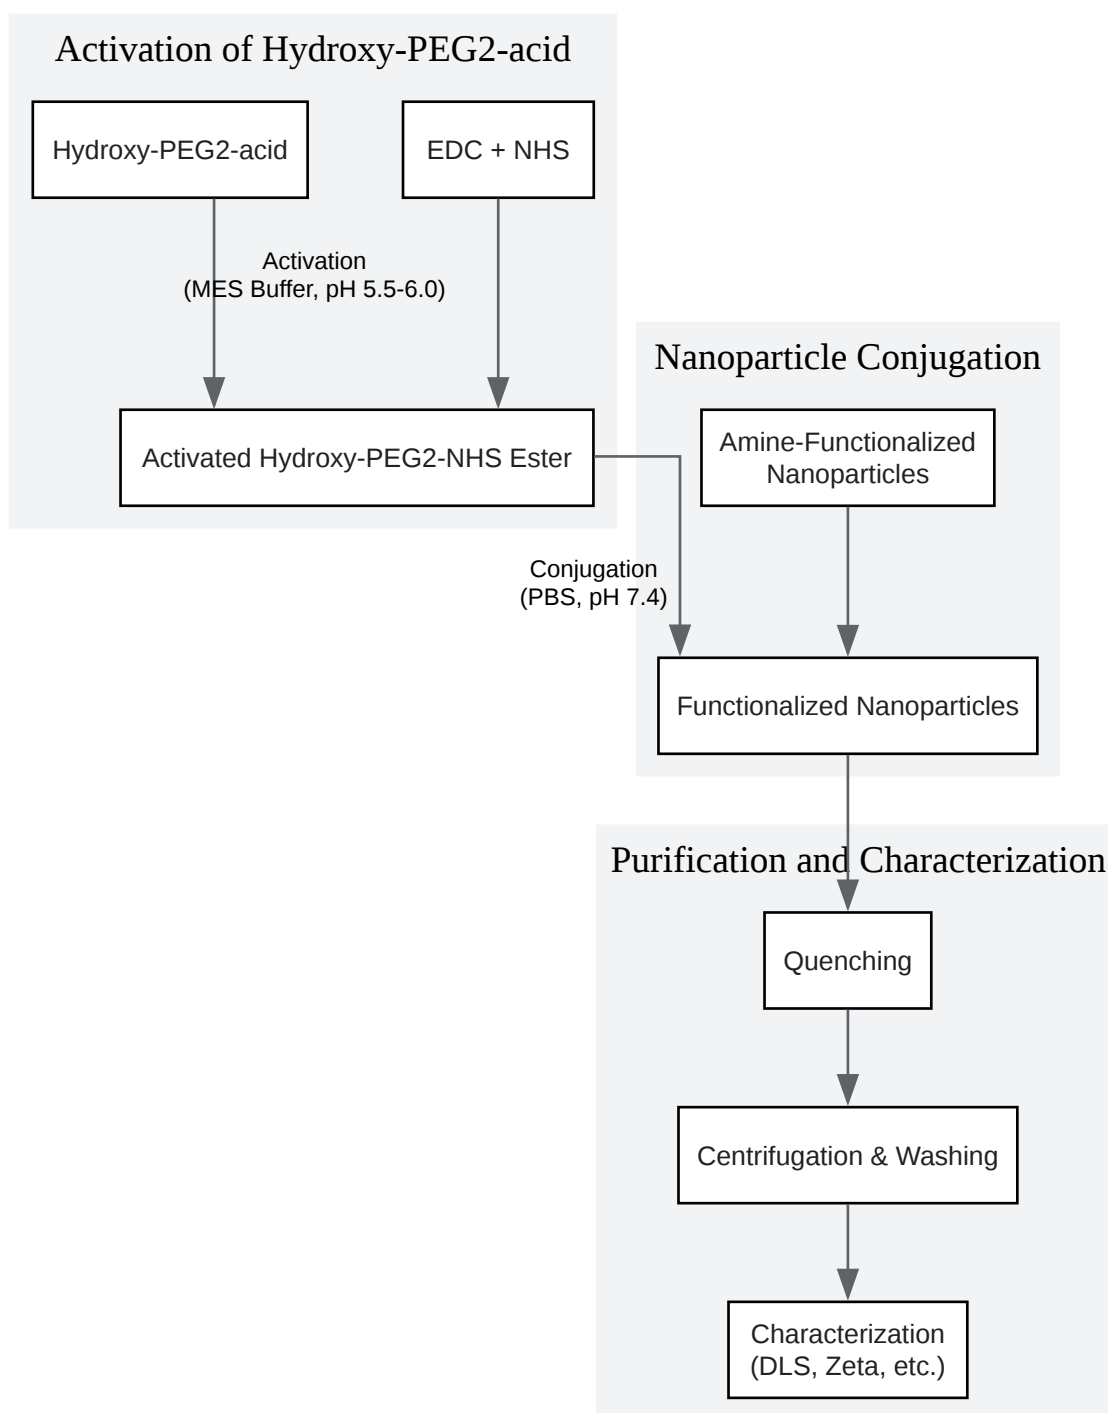 Activation of Hydroxy-PEG2-acid
Hydroxy-PEG2-acid
EDC + NHS
Activation
(MES Buffer, pH 5.5-6.0)
Activated Hydroxy-PEG2-NHS Ester
Nanoparticle Conjugation
Amine-Functionalized
Nanoparticles
Conjugation
(PBS, pH 7.4)
Functionalized Nanoparticles
Purification and Characterization
Quenching
Centrifugation & Washing
Characterization
(DLS, Zeta, etc.)